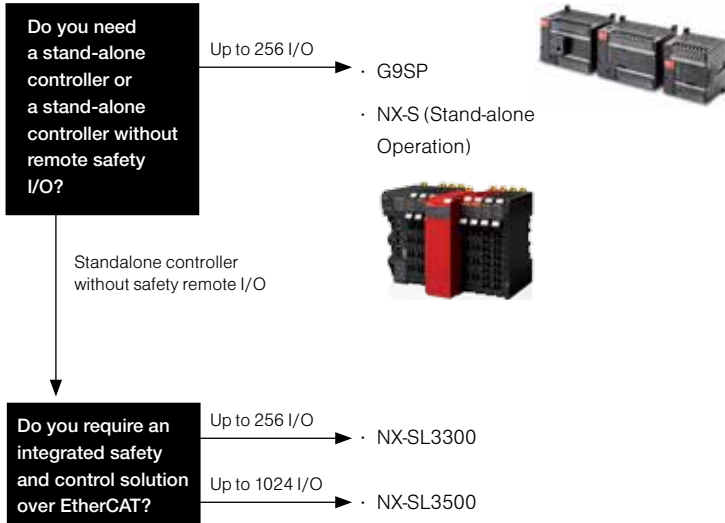 Do you need
a stand-alone
controller or
a stand-alone
controller without
remote safety
I/O?
Up to 256 I/O
· G9SP
· NX-S (Stand-alone
Operation)
Standalone controller
without safety remote I/O
Do you require an
integrated safety
and control solution
over EtherCAT?
Up to 256 I/O
· NX-SL3300
Up to 1024 I/O
· NX-SL3500